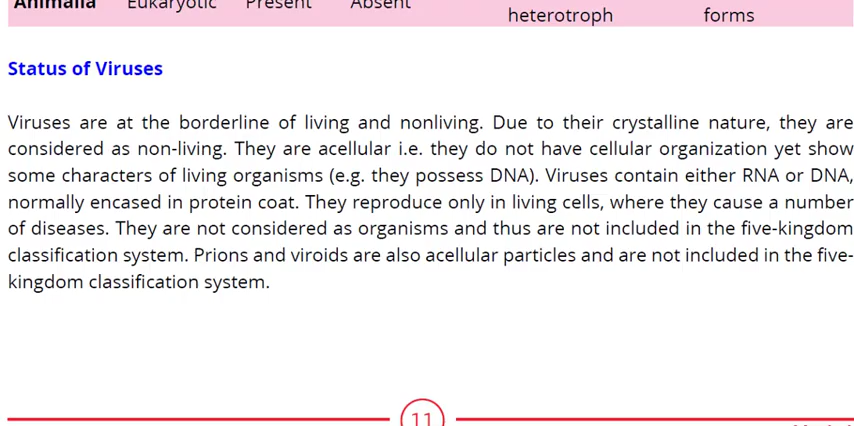 Animalia Eukaryotic Present Absent
heterotroph forms
Status of Viruses
Viruses are at the borderline of living and nonliving. Due to their crystalline nature, they are
considered as non-living. They are acellular i.e. they do not have cellular organization yet show
some characters of living organisms (e.g. they possess DNA). Viruses contain either RNA or DNA,
normally encased in protein coat. They reproduce only in living cells, where they cause a number
of diseases. They are not considered as organisms and thus are not included in the five-kingdom
classification system. Prions and viroids are also acellular particles and are not included in the five-
kingdom classification system.
11